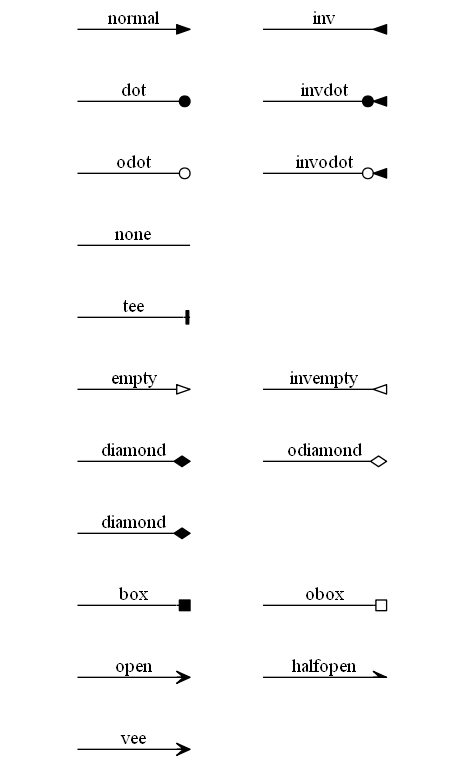 normal inv
dot invdot
odot invodot
none
tee
empty invempty
diamond odiamond
diamond
box obox
open halfopen
vee